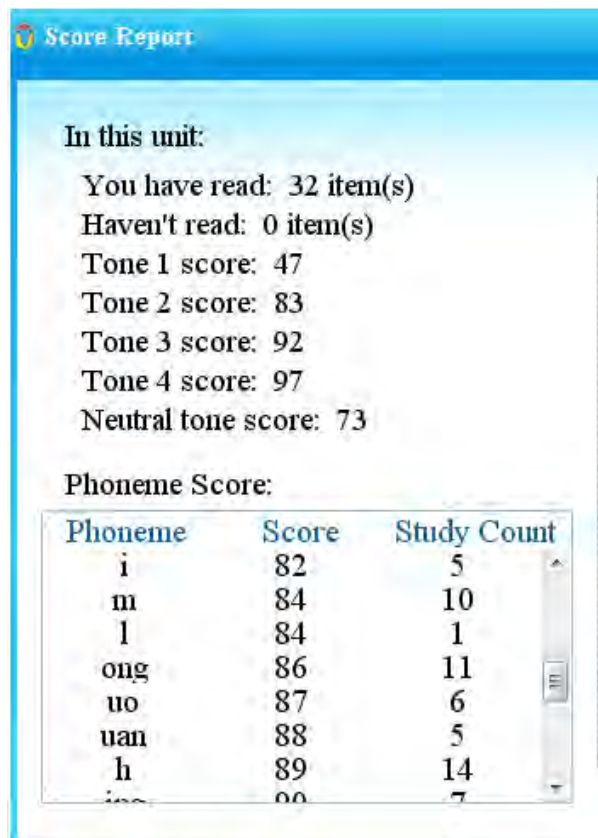 Score Report
In this unit:
You have read: 32 item(s)
Haven't read: 0 item(s)
Tone 1 score: 47
Tone 2 score: 83
Tone 3 score: 92
Tone 4 score: 97
Neutral tone score: 73
Phoneme Score:
Phoneme Score Study Count
i 82 5
m 84 10
l 84 1
ong 86 11
uo 87 6
uan 88 5
h 89 14